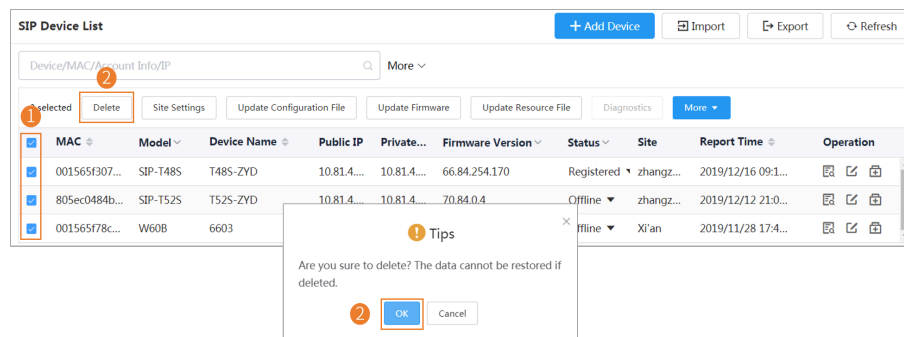 SIP Device List
+ Add Device
Import
Export
Refresh
Device/MAC/Account Info/IP
More
2
selected
Delete
Site Settings
Update Configuration File
Update Firmware
Update Resource File
Diagnostics
More
1
MAC
Model
Device Name
Public IP
Private...
Firmware Version
Status
Site
Report Time
Operation
001565f307...
SIP-T48S
T48S-ZYD
10.81.4....
10.81.4....
66.84.254.170
Registered
zhangz...
2019/12/16 09:1...
805ec0484b...
SIP-T52S
T52S-ZYD
10.81.4....
10.81.4....
70.84.0.4
Offline
zhangz...
2019/12/12 21:0...
001565f78c...
W60B
6603
ffline
Xi'an
2019/11/28 17:4...
Tips
Are you sure to delete? The data cannot be restored if
deleted.
2
OK
Cancel